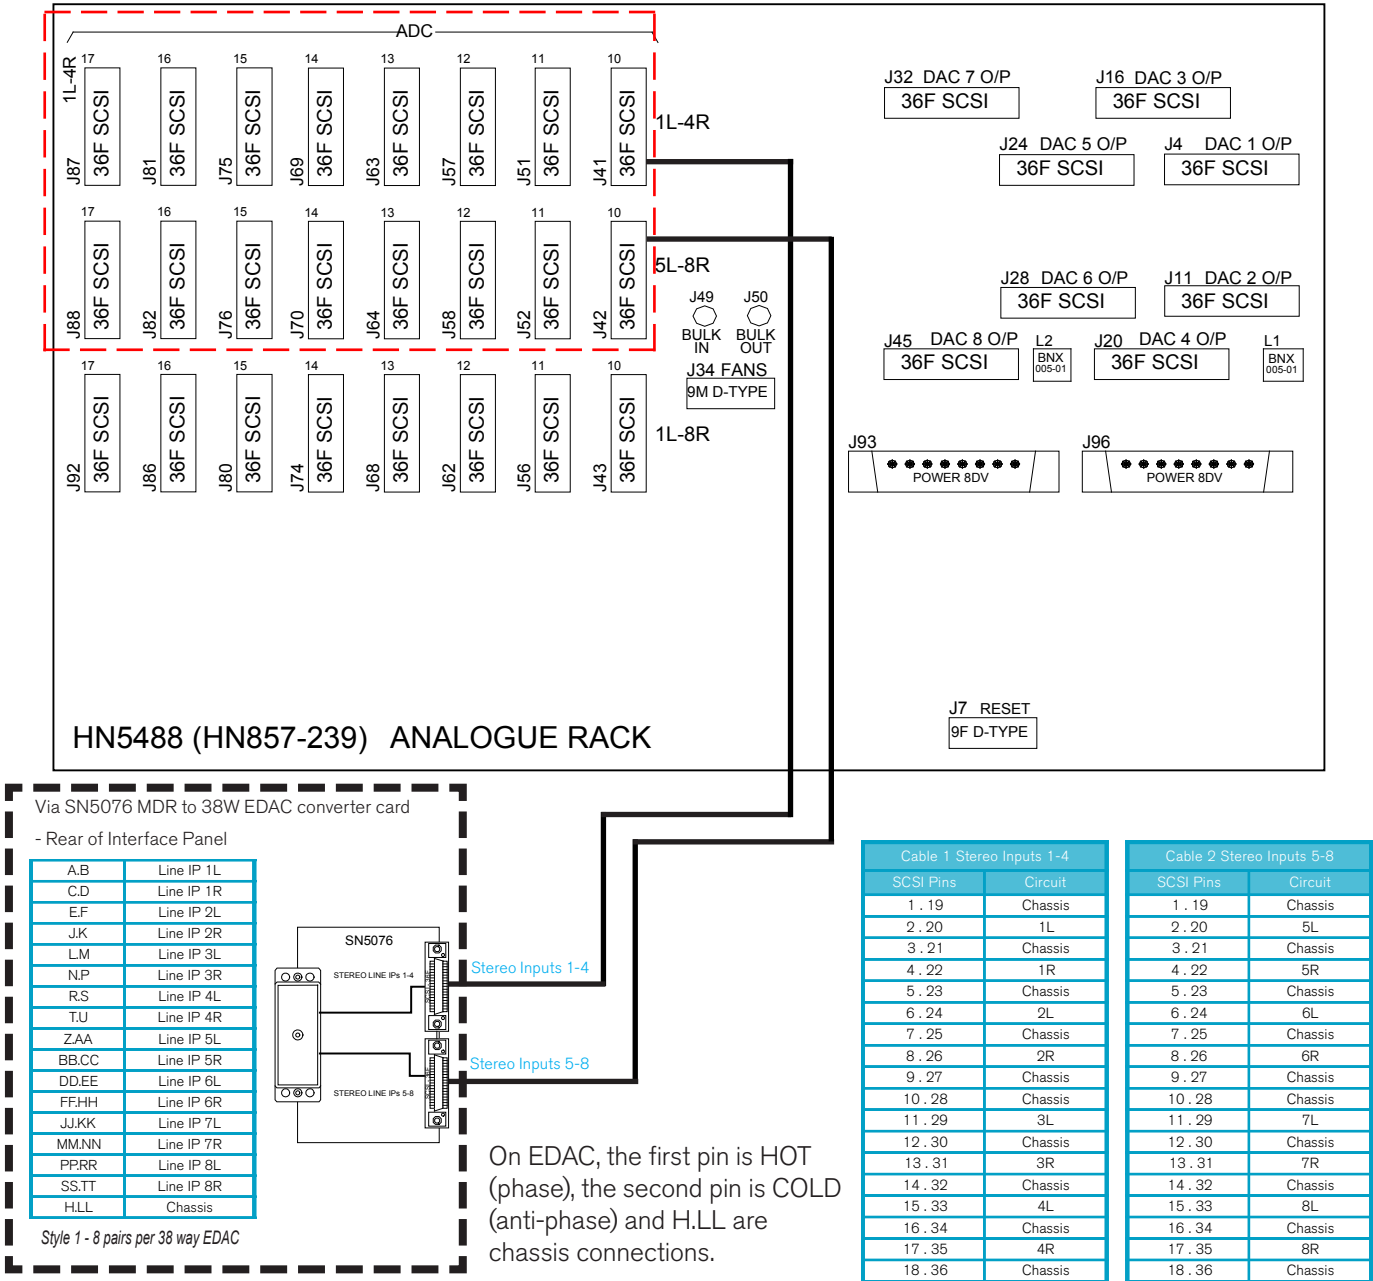 ADC
1L-4R
17 16 15 14 13 12 11 10
36F SCSI 36F SCSI 36F SCSI 36F SCSI 36F SCSI 36F SCSI 36F SCSI 36F SCSI
J87 J81 J75 J69 J63 J57 J51 J41
1L-4R
17 16 15 14 13 12 11 10
36F SCSI 36F SCSI 36F SCSI 36F SCSI 36F SCSI 36F SCSI 36F SCSI 36F SCSI
J88 J82 J76 J70 J64 J58 J52 J42
5L-8R
17 16 15 14 13 12 11 10
36F SCSI 36F SCSI 36F SCSI 36F SCSI 36F SCSI 36F SCSI 36F SCSI 36F SCSI
J92 J86 J80 J74 J68 J62 J56 J43
1L-8R
J49 J50
BULK IN
BULK OUT
J34 FANS
9M D-TYPE
J32 DAC 7 O/P
36F SCSI
J16 DAC 3 O/P
36F SCSI
J24 DAC 5 O/P
36F SCSI
J4 DAC 1 O/P
36F SCSI
J28 DAC 6 O/P
36F SCSI
J11 DAC 2 O/P
36F SCSI
J45 DAC 8 O/P
36F SCSI
L2
BNX
005-01
J20 DAC 4 O/P
36F SCSI
L1
BNX
005-01
J93
POWER 8DV
J96
POWER 8DV
J7 RESET
9F D-TYPE
HN5488 (HN857-239) ANALOGUE RACK
Via SN5076 MDR to 38W EDAC converter card
- Rear of Interface Panel
A.B Line IP 1L
C.D Line IP 1R
E.F Line IP 2L
J.K Line IP 2R
L.M Line IP 3L
N.P Line IP 3R
R.S Line IP 4L
T.U Line IP 4R
Z.AA Line IP 5L
BB.CC Line IP 5R
DD.EE Line IP 6L
FF.HH Line IP 6R
JJ.KK Line IP 7L
MM.NN Line IP 7R
PP.RR Line IP 8L
SS.TT Line IP 8R
H.LL Chassis
Style 1 - 8 pairs per 38 way EDAC
SN5076
STEREO LINE IPs 1-4
STEREO LINE IPs 5-8
Stereo Inputs 1-4
Stereo Inputs 5-8
On EDAC, the first pin is HOT
(phase), the second pin is COLD
(anti-phase) and H.LL are
chassis connections.
Cable 1 Stereo Inputs 1-4
SCSI Pins Circuit
1 . 19 Chassis
2 . 20 1L
3 . 21 Chassis
4 . 22 1R
5 . 23 Chassis
6 . 24 2L
7 . 25 Chassis
8 . 26 2R
9 . 27 Chassis
10 . 28 Chassis
11 . 29 3L
12 . 30 Chassis
13 . 31 3R
14 . 32 Chassis
15 . 33 4L
16 . 34 Chassis
17 . 35 4R
18 . 36 Chassis
Cable 2 Stereo Inputs 5-8
SCSI Pins Circuit
1 . 19 Chassis
2 . 20 5L
3 . 21 Chassis
4 . 22 5R
5 . 23 Chassis
6 . 24 6L
7 . 25 Chassis
8 . 26 6R
9 . 27 Chassis
10 . 28 Chassis
11 . 29 7L
12 . 30 Chassis
13 . 31 7R
14 . 32 Chassis
15 . 33 8L
16 . 34 Chassis
17 . 35 8R
18 . 36 Chassis